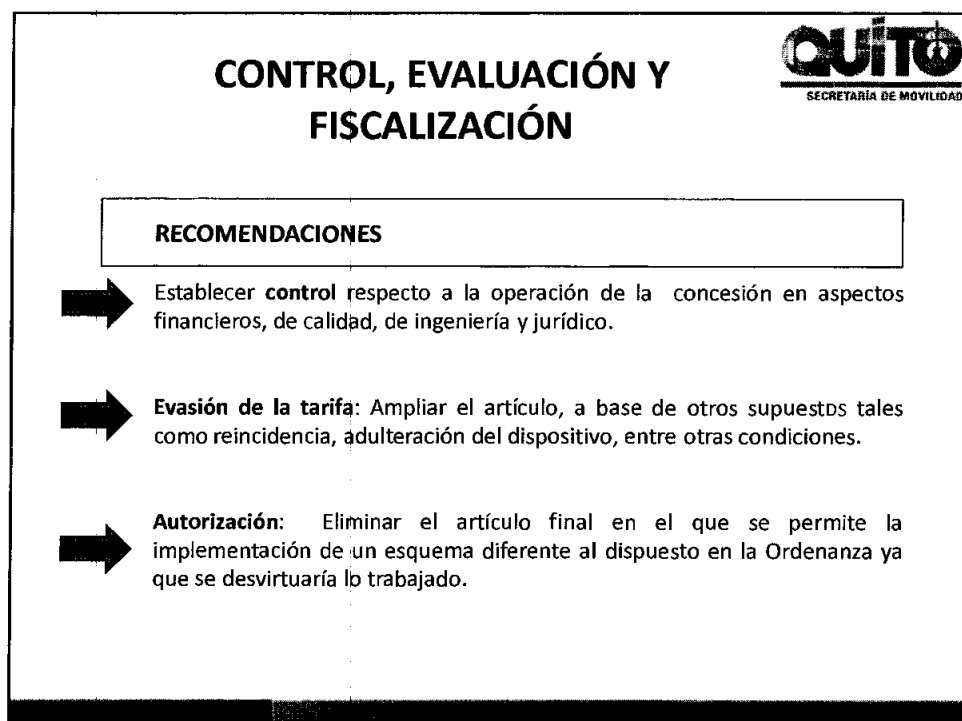 CONTROL, EVALUACIÓN Y
FISCALIZACIÓN
QUITO
SECRETARÍA DE MOVILIDAD
RECOMENDACIONES
Establecer control respecto a la operación de la concesión en aspectos
financieros, de calidad, de ingeniería y jurídico.
Evasión de la tarifa: Ampliar el artículo, a base de otros supuestos tales
como reincidencia, adulteración del dispositivo, entre otras condiciones.
Autorización: Eliminar el artículo final en el que se permite la
implementación de un esquema diferente al dispuesto en la Ordenanza ya
que se desvirtuaría lo trabajado.